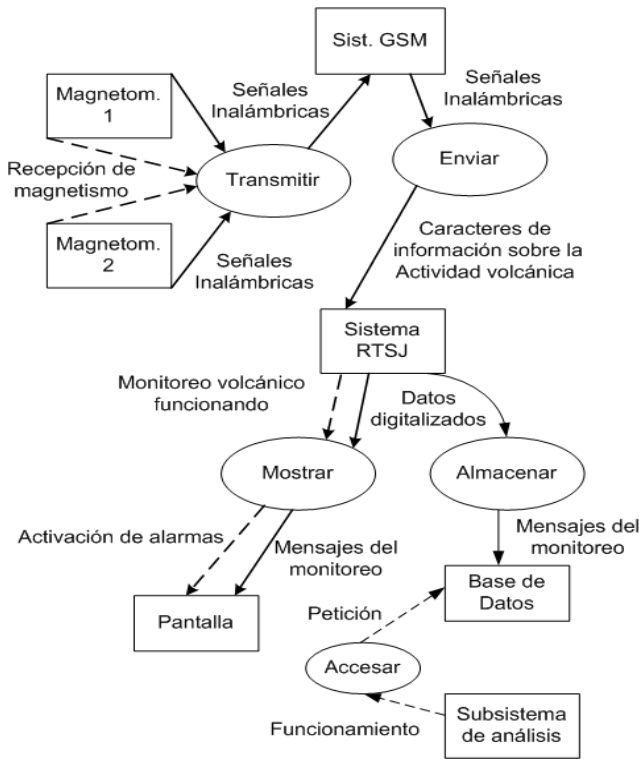 Sist. GSM
Magnetom.
1
Señales
Inalámbricas
Señales
Inalámbricas
Recepción de
magnetismo
Transmitir
Enviar
Magnetom.
2
Señales
Inalámbricas
Caracteres de
información sobre la
Actividad volcánica
Sistema
RTSJ
Monitoreo volcánico
funcionando
Datos
digitalizados
Mostrar
Almacenar
Activación de alarmas
Mensajes del
monitoreo
Mensajes del
monitoreo
Pantalla
Base de
Datos
Petición
Accesar
Funcionamiento
Subsistema
de análisis